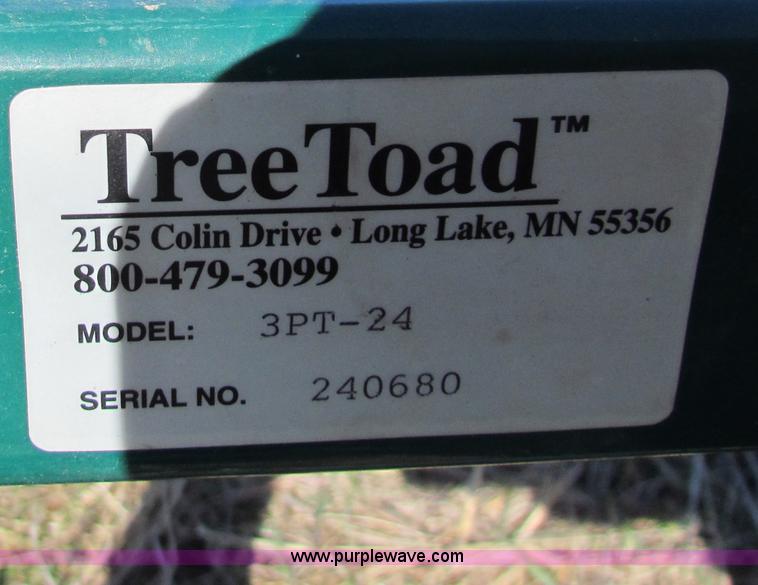 TreeToad™
2165 Colin Drive • Long Lake, MN 55356
800-479-3099
MODEL: 3PT-24
SERIAL NO. 240680
www.purplewave.com